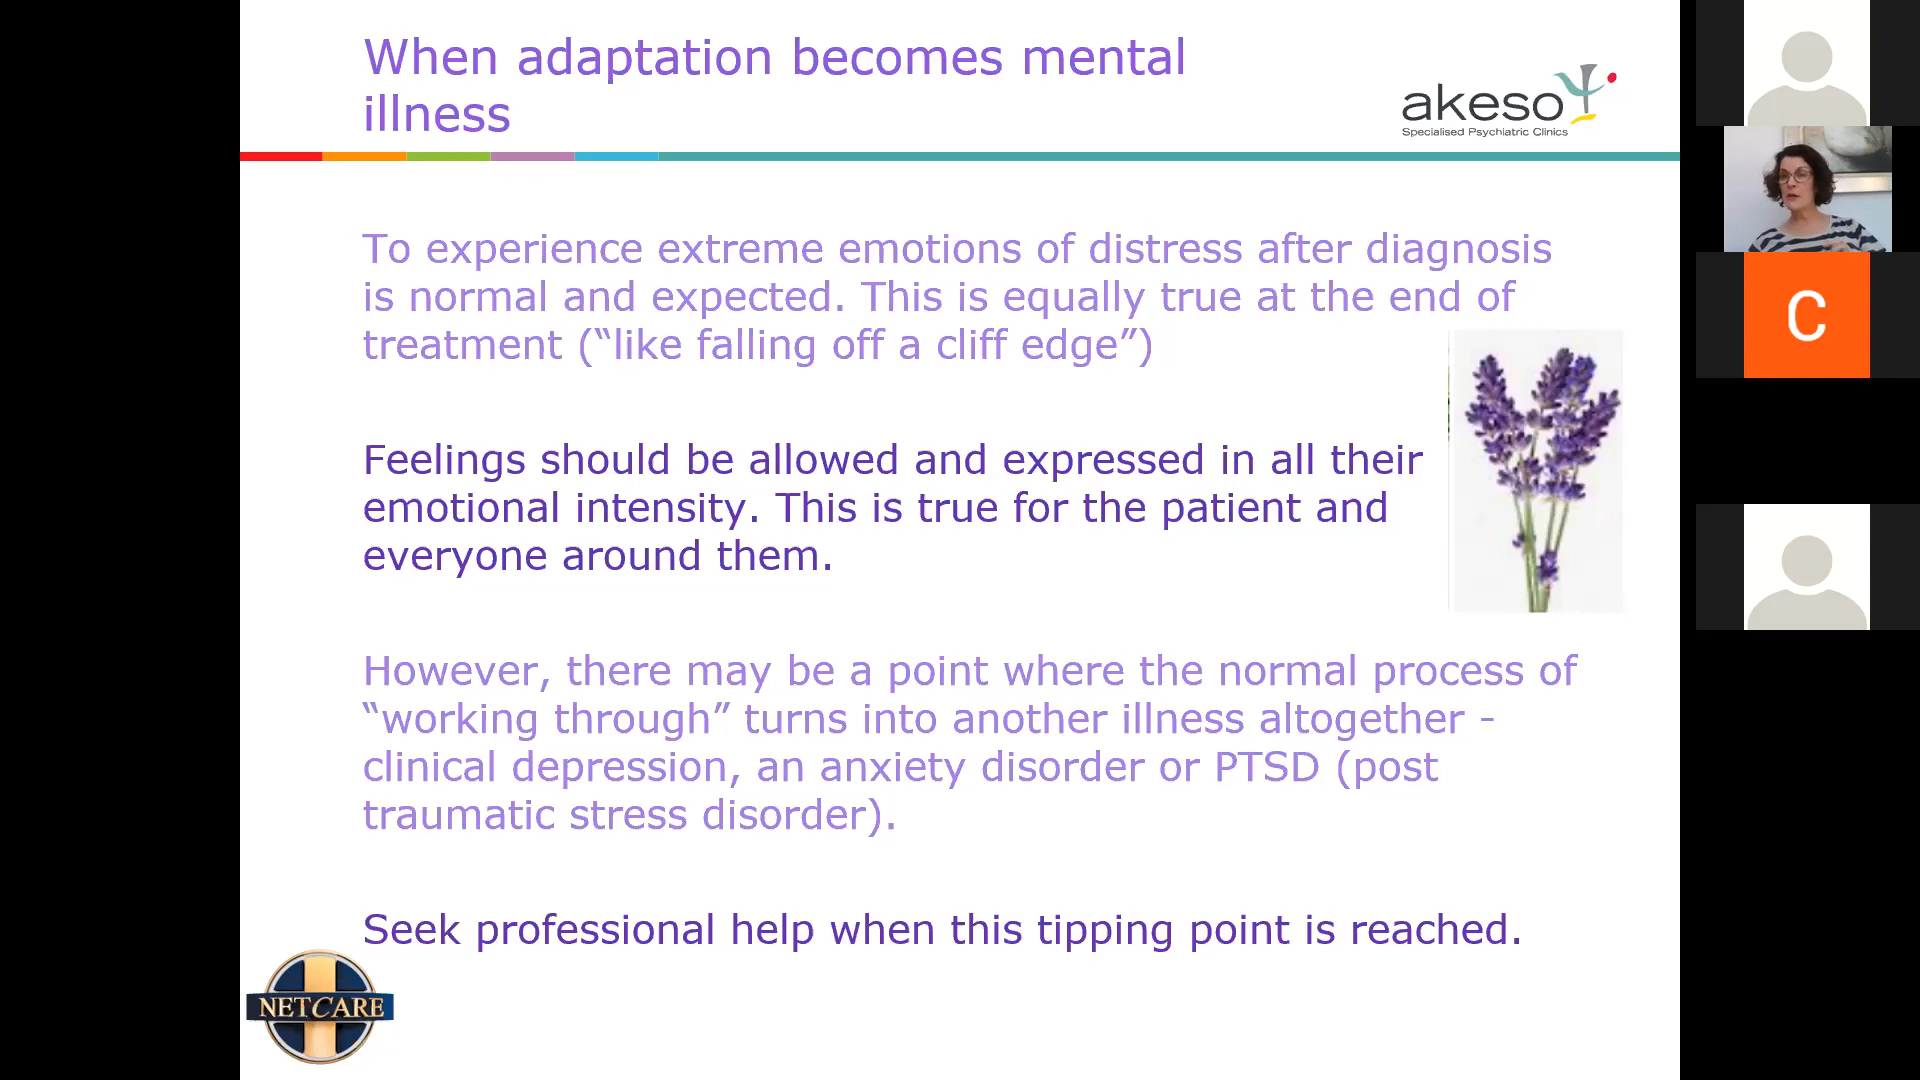 When adaptation becomes mental
illness
akeso
Specialised Psychiatric Clinics
To experience extreme emotions of distress after diagnosis
is normal and expected. This is equally true at the end of
treatment (“like falling off a cliff edge”)
Feelings should be allowed and expressed in all their
emotional intensity. This is true for the patient and
everyone around them.
However, there may be a point where the normal process of
“working through” turns into another illness altogether -
clinical depression, an anxiety disorder or PTSD (post
traumatic stress disorder).
Seek professional help when this tipping point is reached.
NETCARE
C